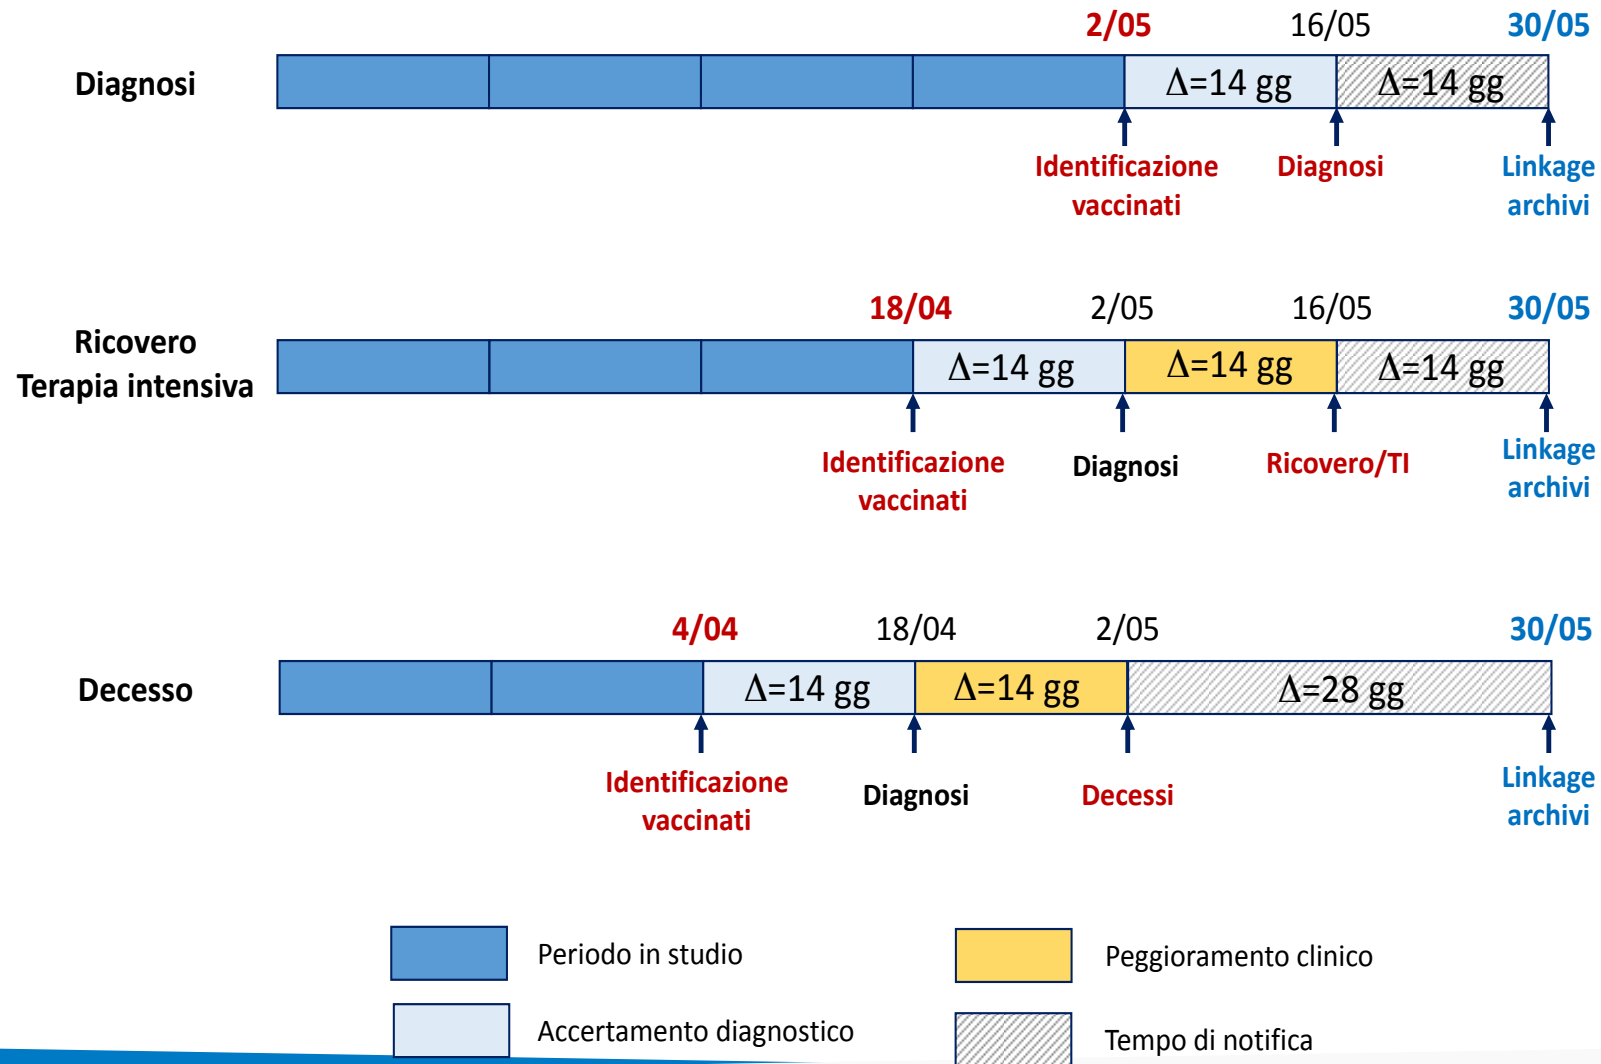 2/05
16/05
30/05
Diagnosi
Δ=14 gg
Δ=14 gg
Identificazione
vaccinati
Diagnosi
Linkage
archivi
18/04
2/05
16/05
30/05
Ricovero
Terapia intensiva
Δ=14 gg
Δ=14 gg
Δ=14 gg
Identificazione
vaccinati
Diagnosi
Ricovero/TI
Linkage
archivi
4/04
18/04
2/05
30/05
Decesso
Δ=14 gg
Δ=14 gg
Δ=28 gg
Identificazione
vaccinati
Diagnosi
Decessi
Linkage
archivi
Periodo in studio
Peggioramento clinico
Accertamento diagnostico
Tempo di notifica